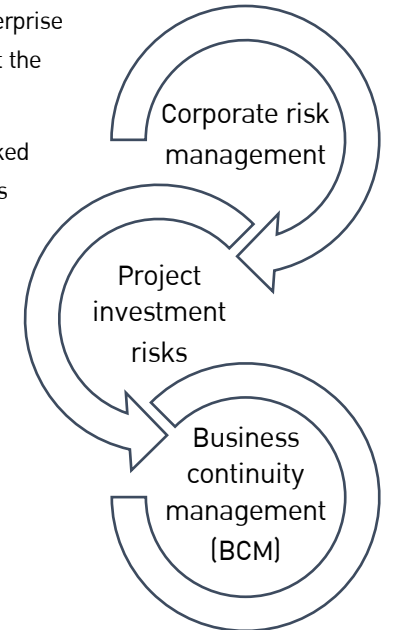 erprise
t the
ked
s
Corporate risk
management
Project
investment
risks
Business
continuity
management
(BCM)